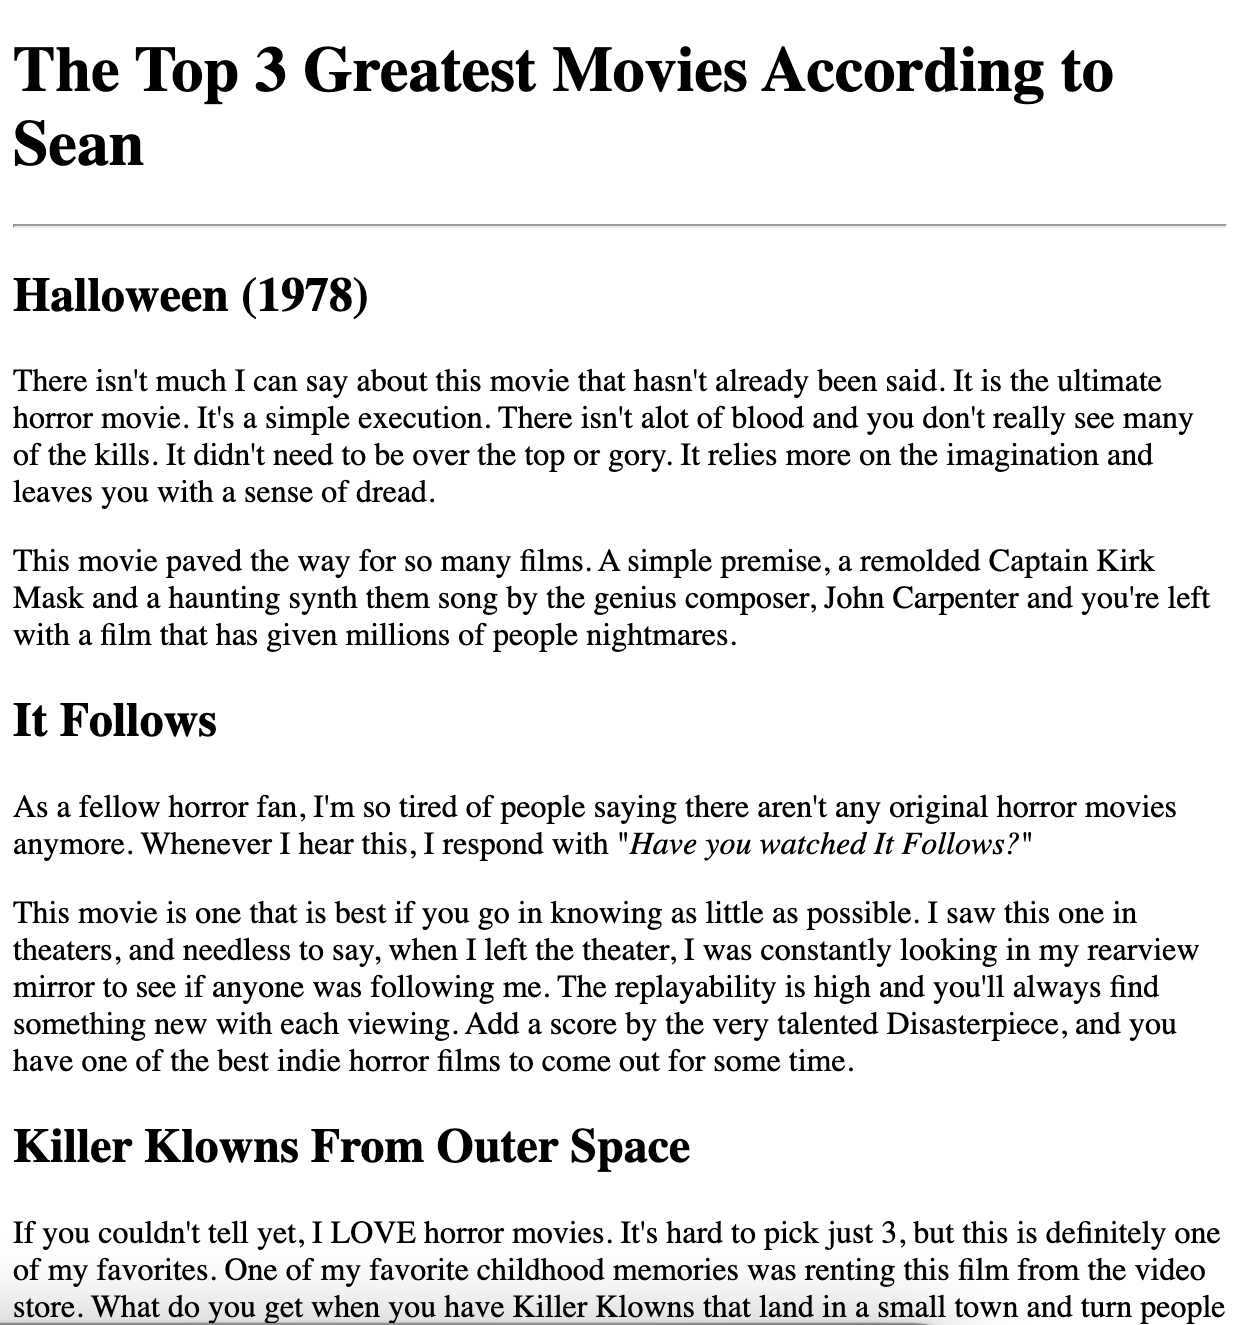 The Top 3 Greatest Movies According to
Sean
Halloween (1978)
There isn't much I can say about this movie that hasn't already been said. It is the ultimate
horror movie. It's a simple execution. There isn't alot of blood and you don't really see many
of the kills. It didn't need to be over the top or gory. It relies more on the imagination and
leaves you with a sense of dread.
This movie paved the way for so many films. A simple premise, a remolded Captain Kirk
Mask and a haunting synth them song by the genius composer, John Carpenter and you're left
with a film that has given millions of people nightmares.
It Follows
As a fellow horror fan, I'm so tired of people saying there aren't any original horror movies
anymore. Whenever I hear this, I respond with "Have you watched It Follows?"
This movie is one that is best if you go in knowing as little as possible. I saw this one in
theaters, and needless to say, when I left the theater, I was constantly looking in my rearview
mirror to see if anyone was following me. The replayability is high and you'll always find
something new with each viewing. Add a score by the very talented Disasterpiece, and you
have one of the best indie horror films to come out for some time.
Killer Klowns From Outer Space
If you couldn't tell yet, I LOVE horror movies. It's hard to pick just 3, but this is definitely one
of my favorites. One of my favorite childhood memories was renting this film from the video
store. What do you get when you have Killer Klowns that land in a small town and turn people